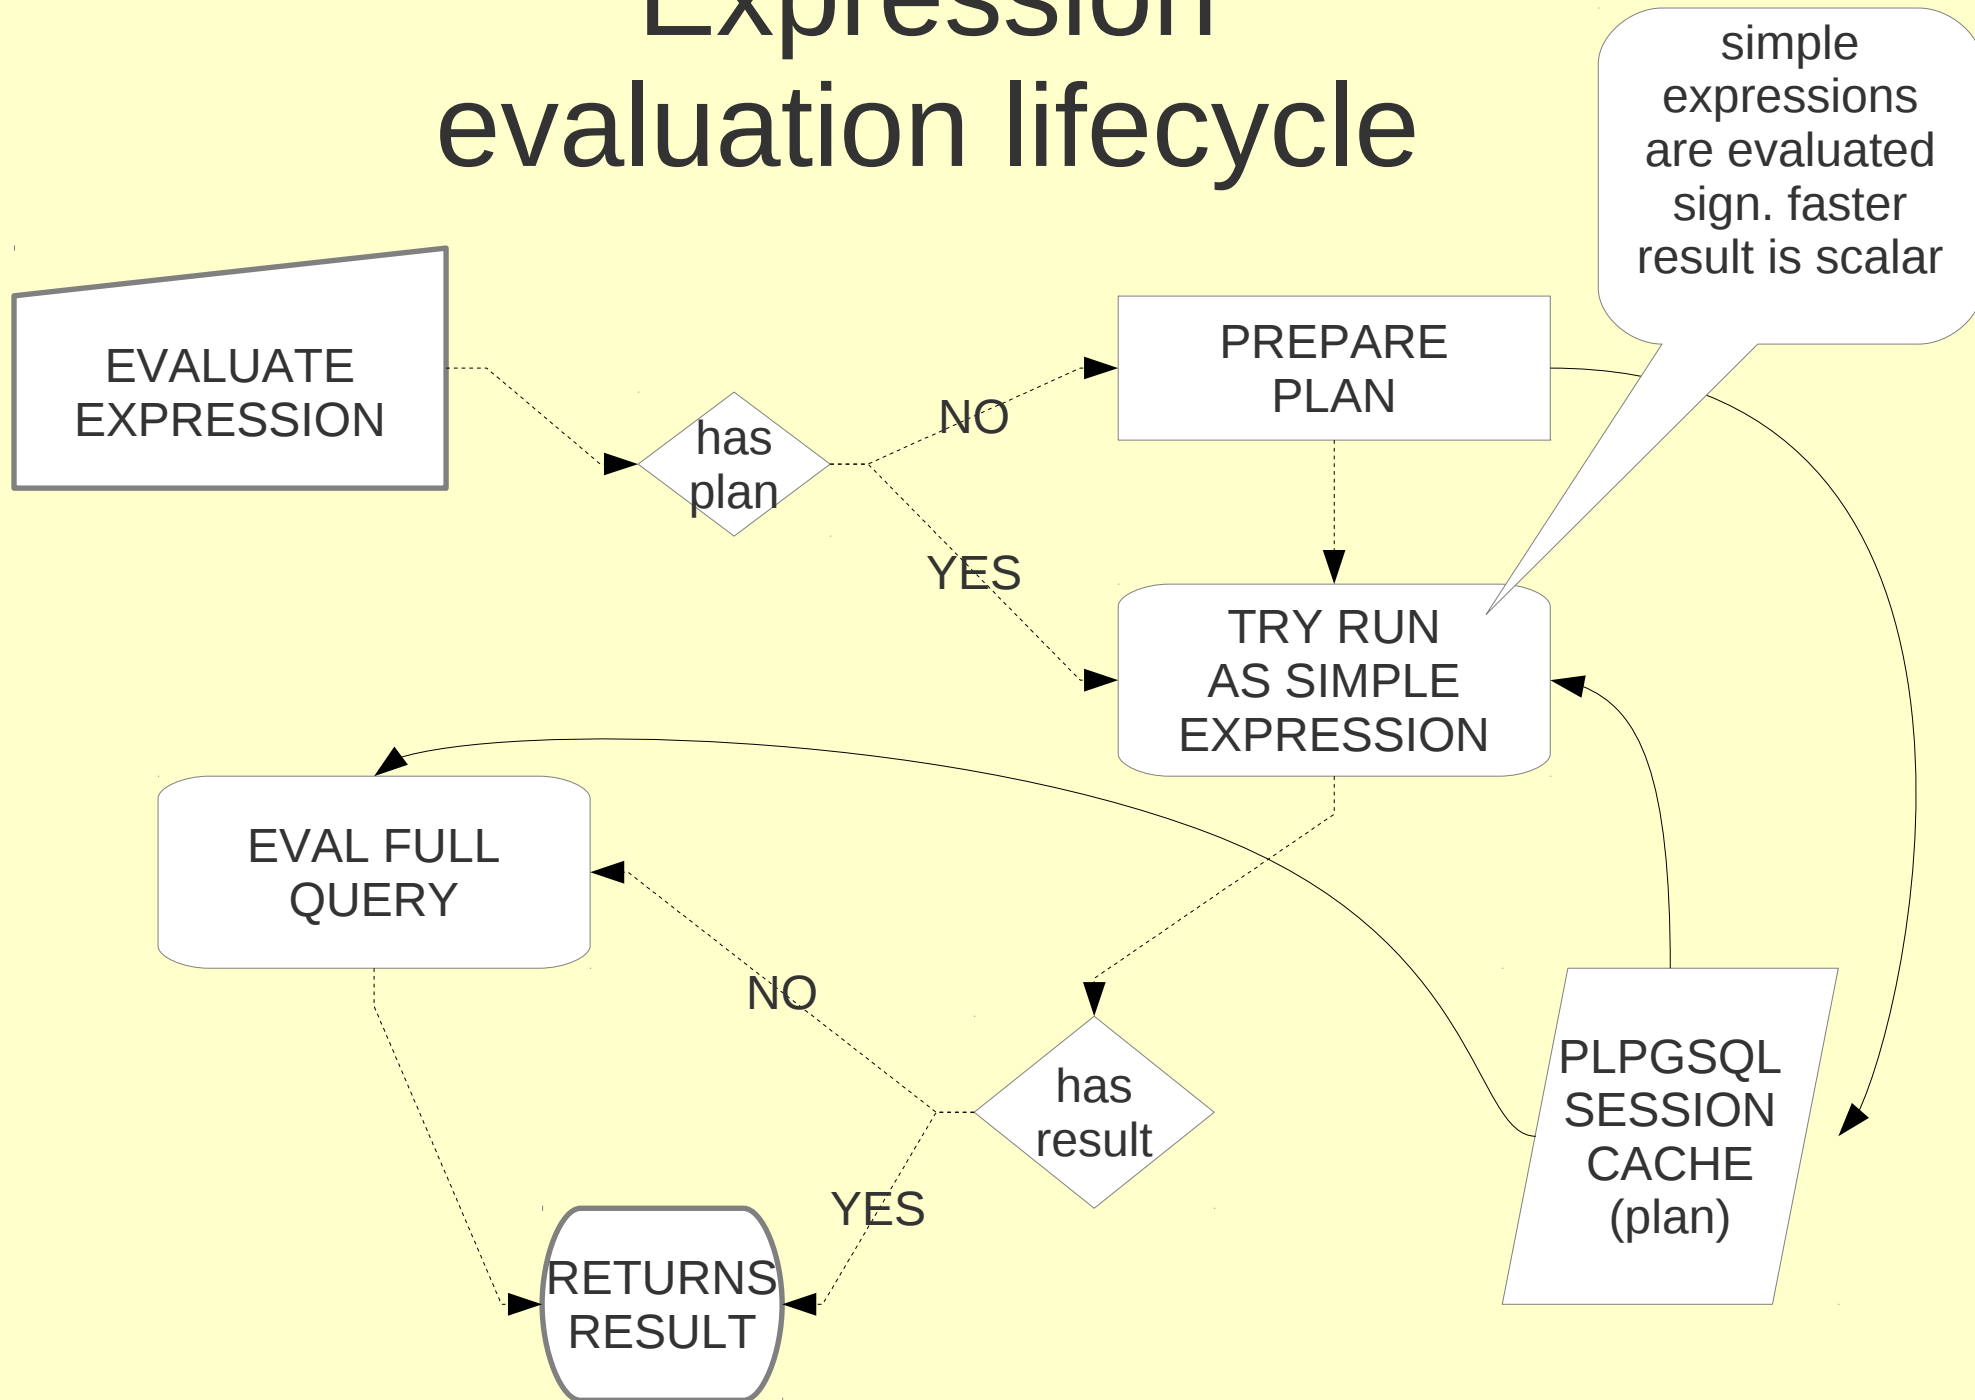 Expression
evaluation lifecycle
simple
expressions
are evaluated
sign. faster
result is scalar
EVALUATE
EXPRESSION
has
plan
NO
YES
PREPARE
PLAN
TRY RUN
AS SIMPLE
EXPRESSION
EVAL FULL
QUERY
NO
has
result
YES
PLPGSQL
SESSION
CACHE
(plan)
RETURNS
RESULT